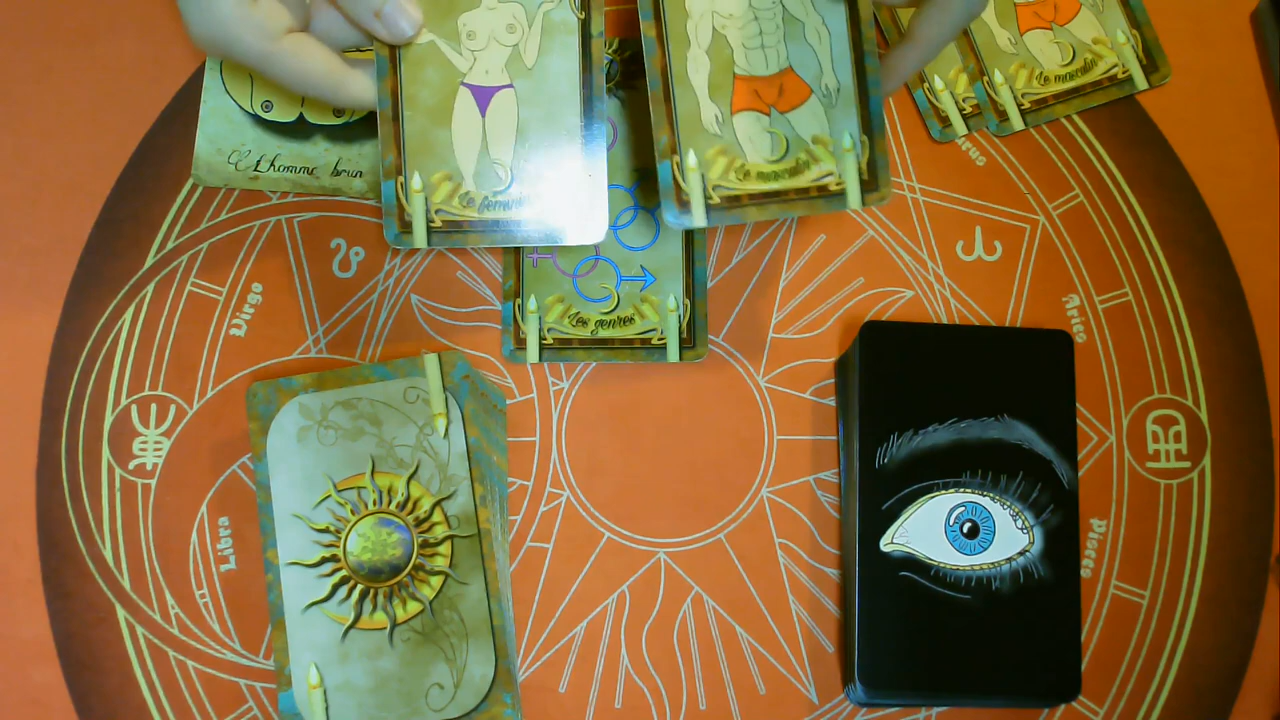 L'homme brun
Le féminin
Le masculin
Le masculin
Les genres
Aries
Virgo
Libra
Pisces